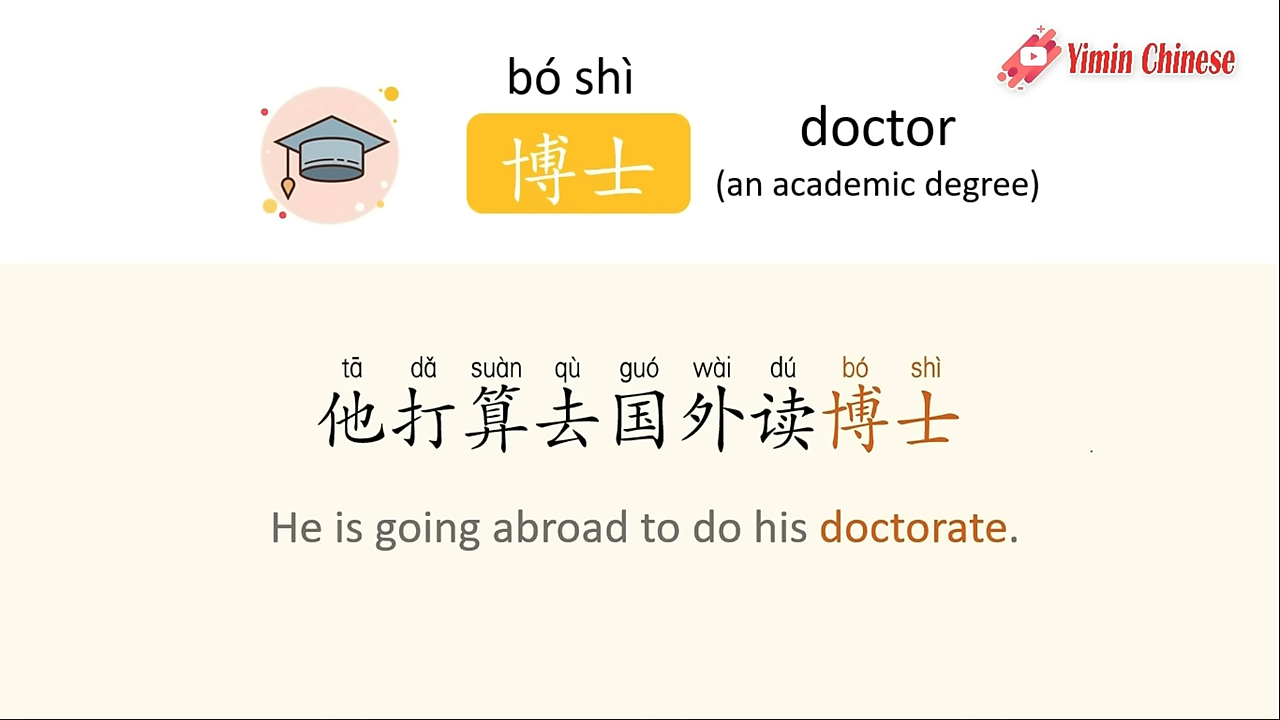 Yimin Chinese
bó shì
博士
doctor
(an academic degree)
tā dǎ suàn qù guó wài dú bó shì
他打算去国外读博士
He is going abroad to do his doctorate.